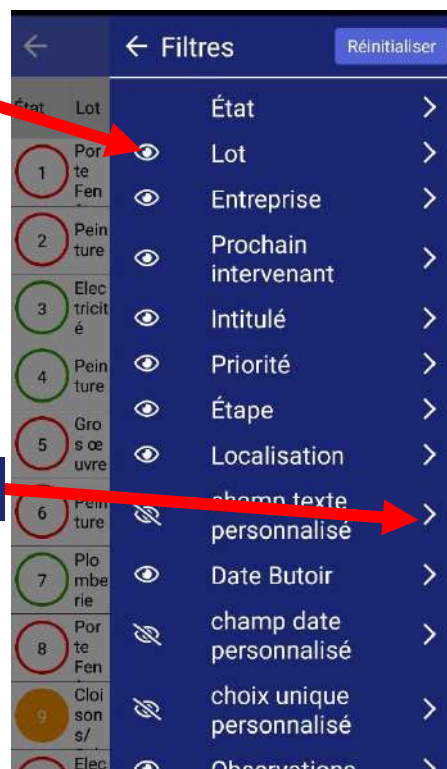 Filtres
Réinitialiser
État
Lot
Entreprise
Prochain
intervenant
Intitulé
Priorité
Étape
Localisation
champ texte
personnalisé
Date Butoir
champ date
personnalisé
choix unique
personnalisé
Observations
État
Lot
1
Por
te
Fen
2
Pein
ture
3
Elec
tricit
é
4
Pein
ture
5
Gro
s œ
uvre
6
Pein
ture
7
Plo
mbe
rie
8
Por
te
Fen
9
Cloi
son
s/
Elec